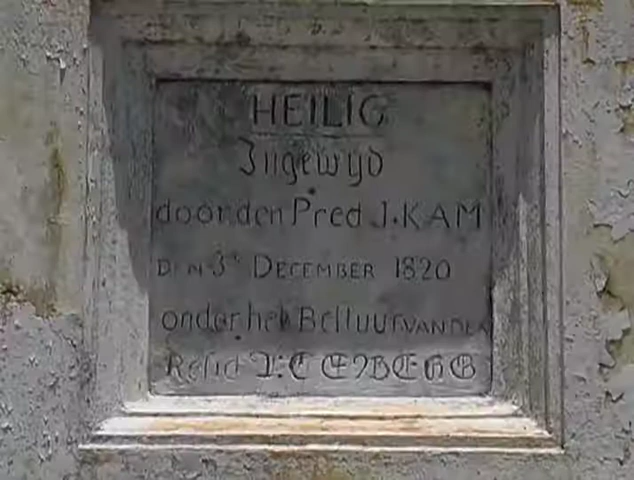 HEILIG
Ingewyd
door den Pred J. KAM
DEN 3e DECEMBER 1820
onder het Bestuur VAN DEN
Resid